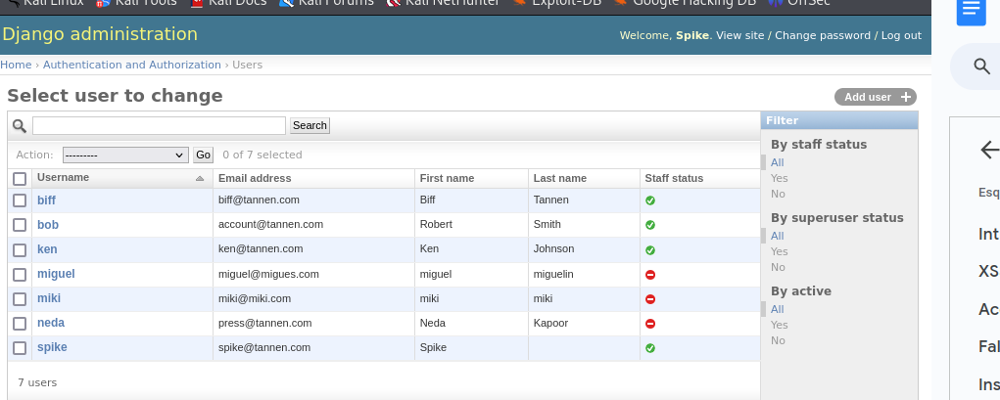 Kali Linux Kali Tools Kali Docs Kali Forums Kali NetHunter Exploit-DB Google Hacking DB OffSec
Django administration
Welcome, Spike. View site / Change password / Log out
Home › Authentication and Authorization › Users
Select user to change
Add user +
Search
Filter
Action: --------- Go 0 of 7 selected
Username Email address First name Last name Staff status
biff biff@tannen.com Biff Tannen
bob account@tannen.com Robert Smith
ken ken@tannen.com Ken Johnson
miguel miguel@migues.com miguel miguelin
miki miki@miki.com miki miki
neda press@tannen.com Neda Kapoor
spike spike@tannen.com Spike
7 users
By staff status
All
Yes
No
By superuser status
All
Yes
No
By active
All
Yes
No
Esq
Int
XS
Ac
Fal
Ins